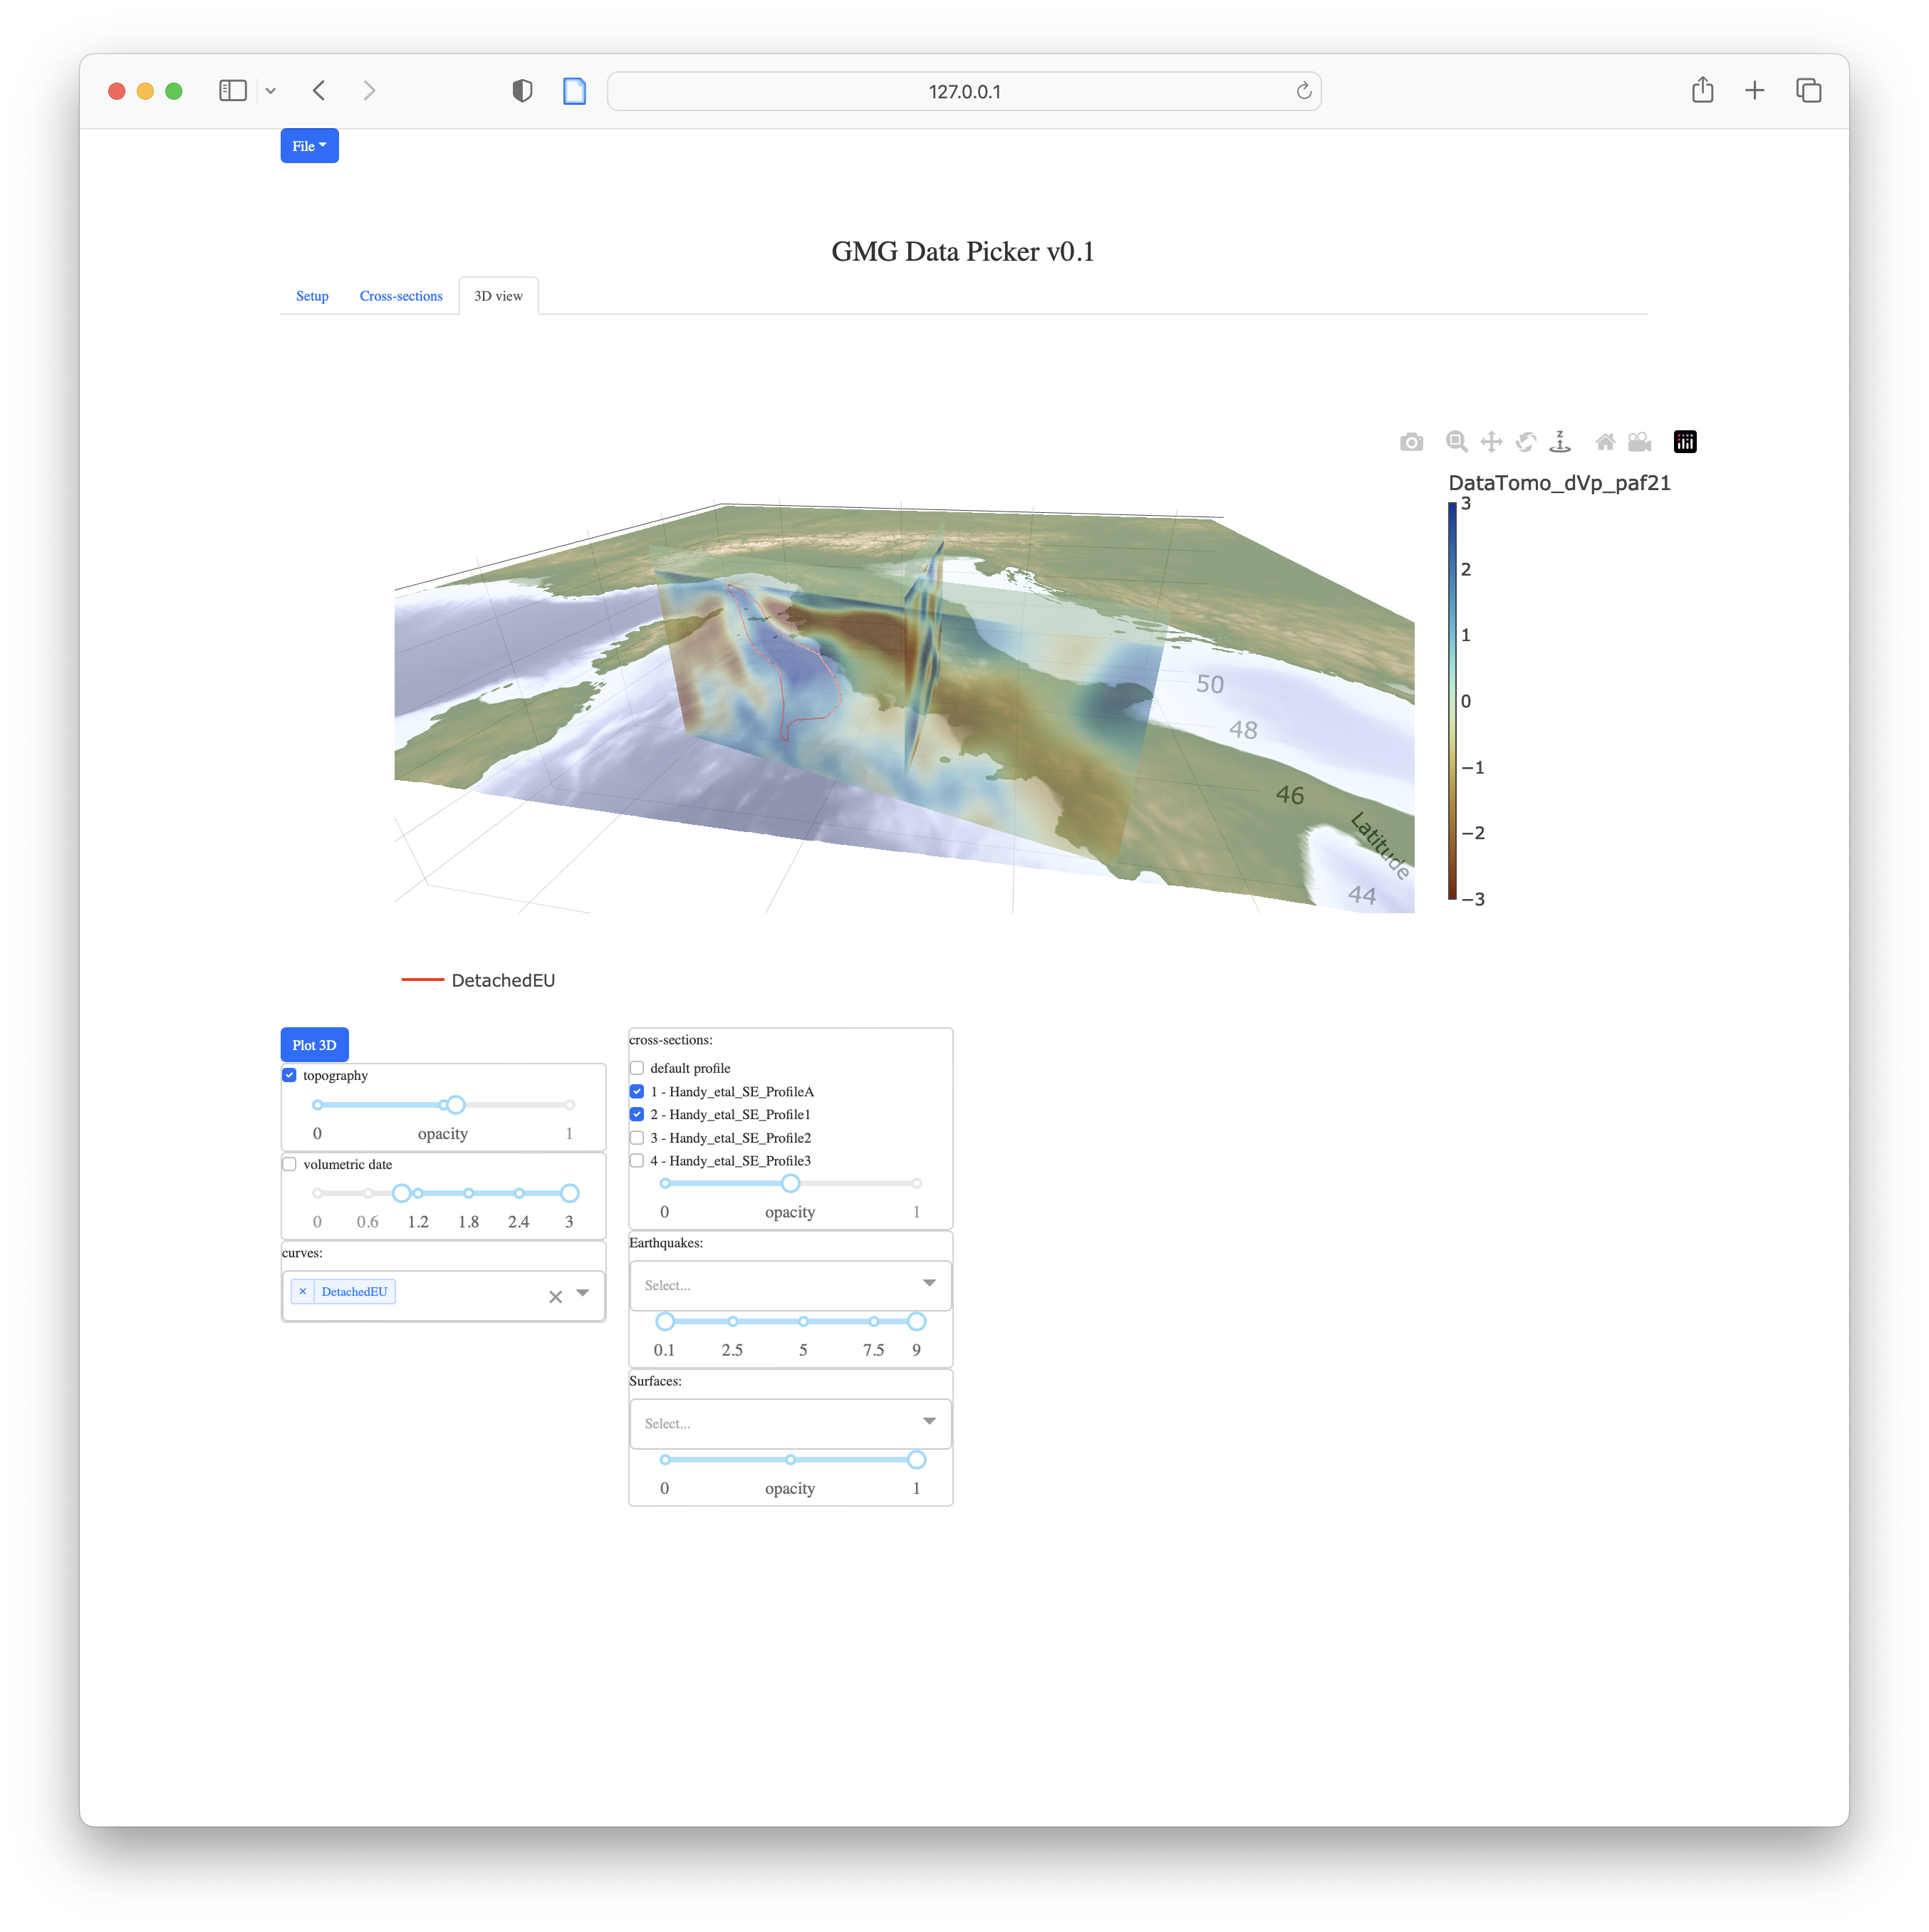 127.0.0.1
File
GMG Data Picker v0.1
Setup Cross-sections 3D view
z
DataTomo_dVp_paf21
3
2
1
0
−1
−2
−3
50
48
46
Latitude
44
DetachedEU
Plot 3D
topography
0 opacity 1
volumetric date
0 0.6 1.2 1.8 2.4 3
curves:
× DetachedEU ×
cross-sections:
default profile
1 - Handy_etal_SE_ProfileA
2 - Handy_etal_SE_Profile1
3 - Handy_etal_SE_Profile2
4 - Handy_etal_SE_Profile3
0 opacity 1
Earthquakes:
Select...
0.1 2.5 5 7.5 9
Surfaces:
Select...
0 opacity 1